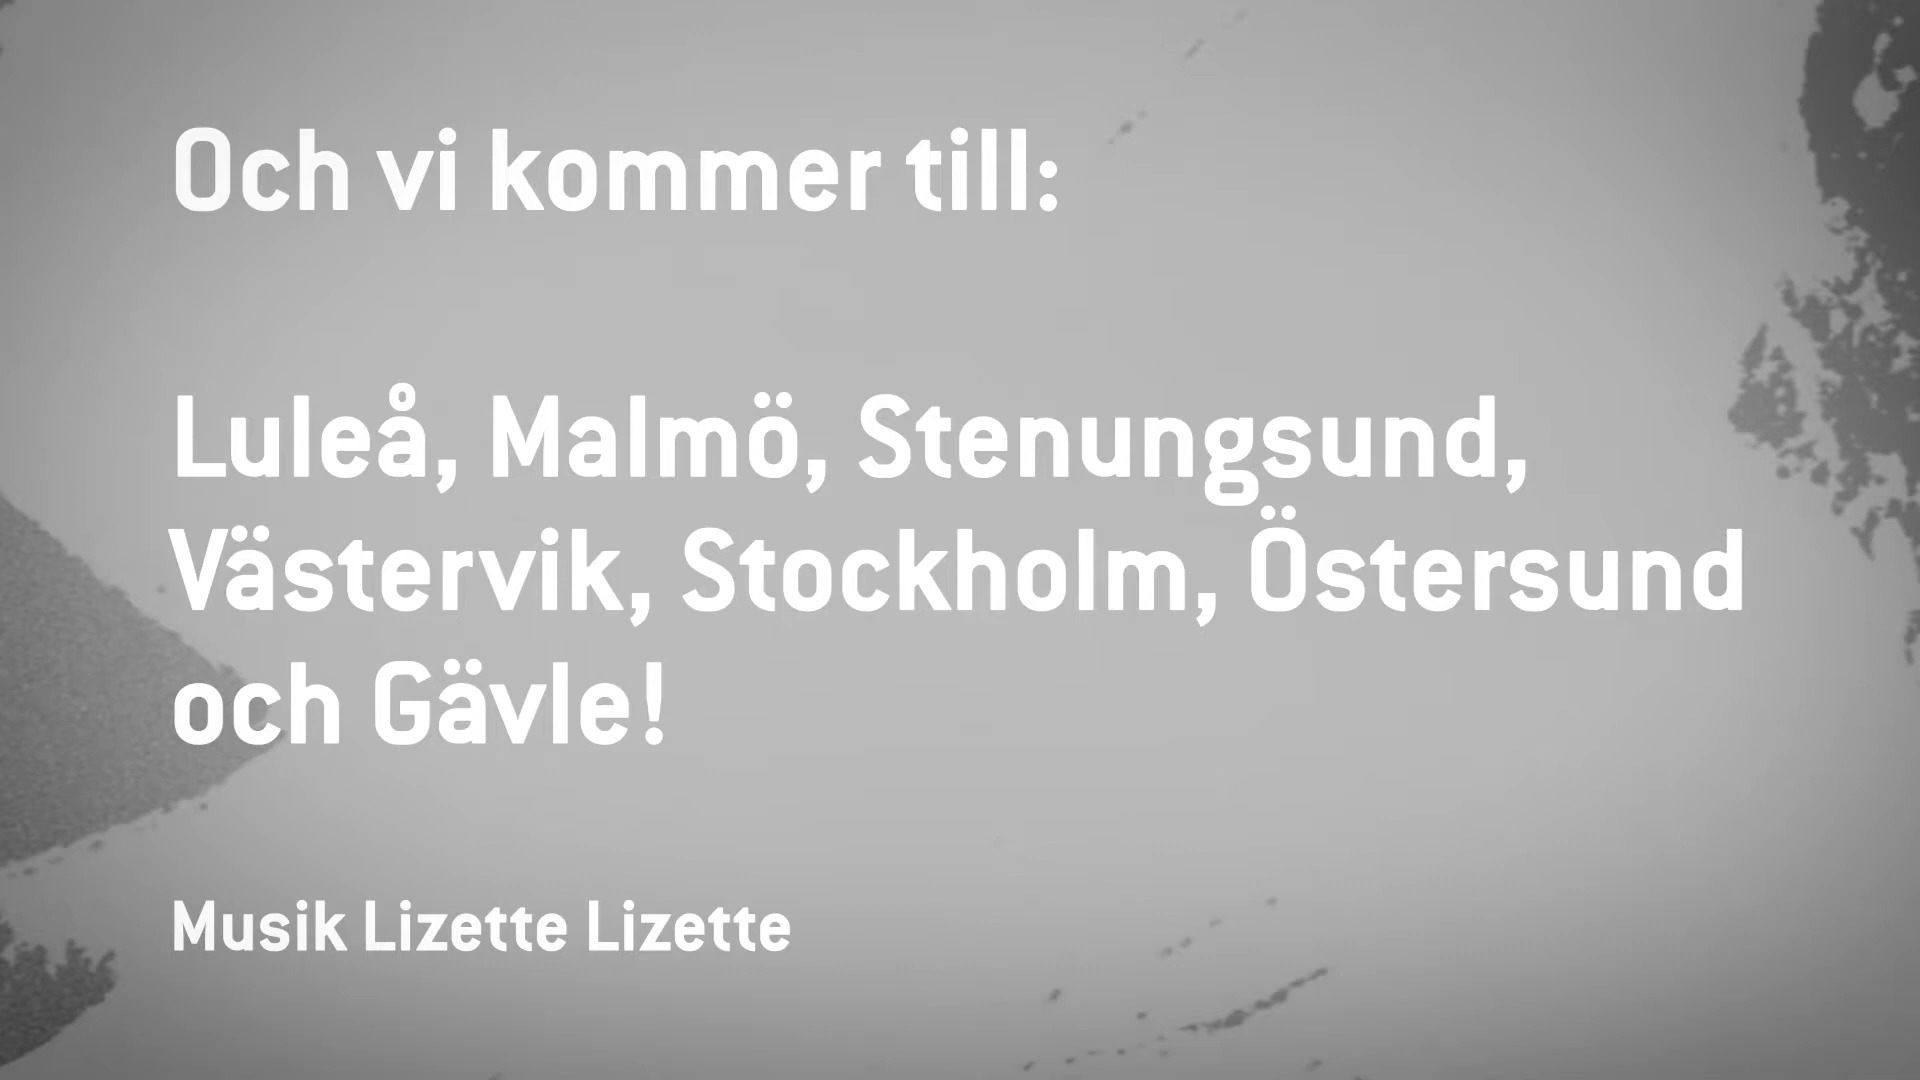 Och vi kommer till:
Luleå, Malmö, Stenungsund,
Västervik, Stockholm, Östersund
och Gävle!
Musik Lizette Lizette